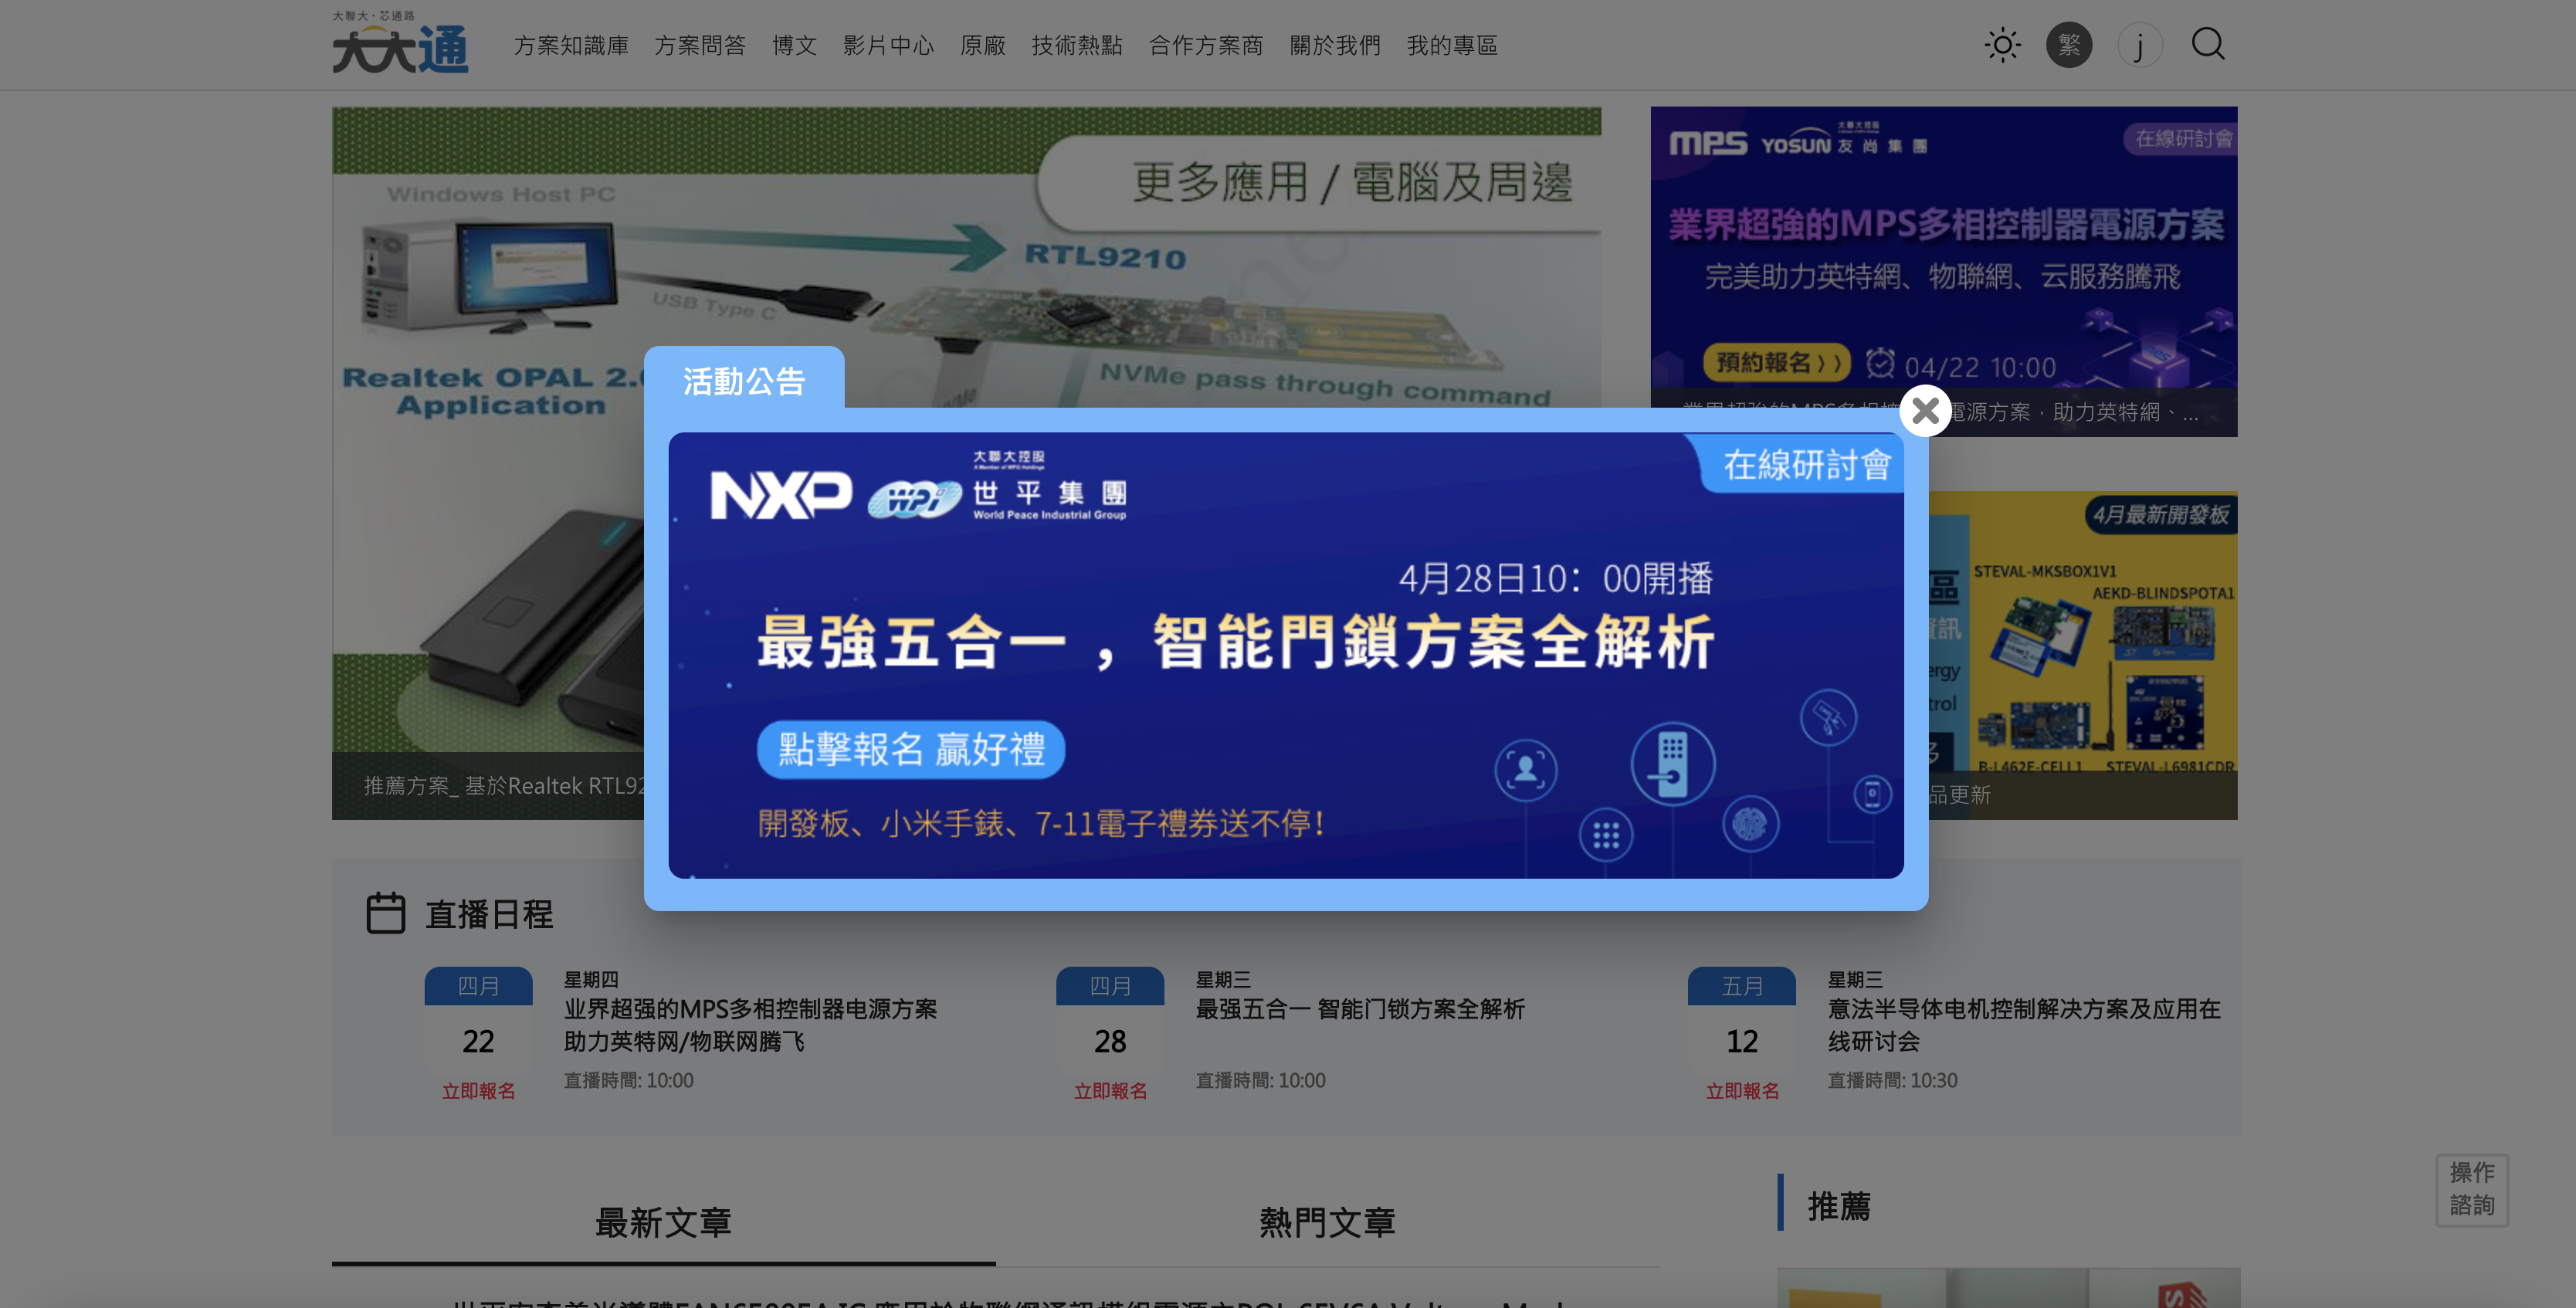 大聯大・芯通路
大大通
方案知識庫 方案問答 博文 影片中心 原廠 技術熱點 合作方案商 關於我們 我的專區
繁
j
Windows Host PC
更多應用 / 電腦及周邊
RTL9210
USB Type C
NVMe pass through command
Realtek OPAL 2.
Application
推薦方案_ 基於Realtek RTL92
MPS YOSUN 友尚集團
大聯大控股
在線研討會
業界超強的MPS多相控制器電源方案
完美助力英特網、物聯網、云服務騰飛
預約報名 〉〉 04/22 10:00
電源方案，助力英特網、...
4月最新開發板
STEVAL-MKSBOX1V1
AEKD-BLINDSPOTA1
B-L462E-CELL1 STEVAL-L6981CDR
品更新
活動公告
NXP WPi 世平集團
大聯大控股
World Peace Industrial Group
在線研討會
4月28日10：00開播
最強五合一，智能門鎖方案全解析
點擊報名 贏好禮
開發板、小米手錶、7-11電子禮券送不停！
直播日程
四月
22
立即報名
星期四
业界超强的MPS多相控制器电源方案
助力英特网/物联网腾飞
直播時間: 10:00
四月
28
立即報名
星期三
最强五合一 智能门锁方案全解析
直播時間: 10:00
五月
12
立即報名
星期三
意法半导体电机控制解决方案及应用在
线研讨会
直播時間: 10:30
操作
諮詢
最新文章 熱門文章
推薦